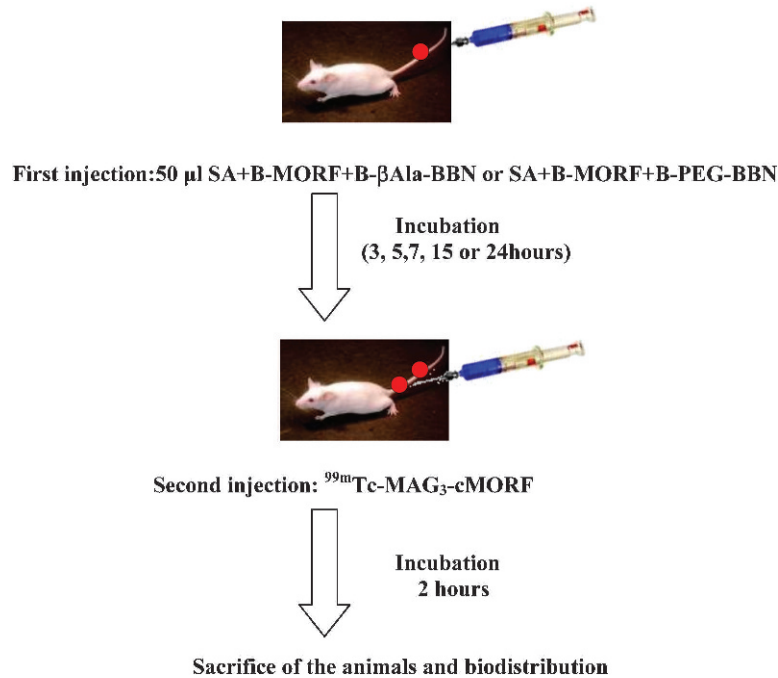 First injection:50 µl SA+B-MORF+B-βAla-BBN or SA+B-MORF+B-PEG-BBN
Incubation
(3, 5,7, 15 or 24hours)
Second injection: ⁹⁹ᵐTc-MAG₃-cMORF
Incubation
2 hours
Sacrifice of the animals and biodistribution